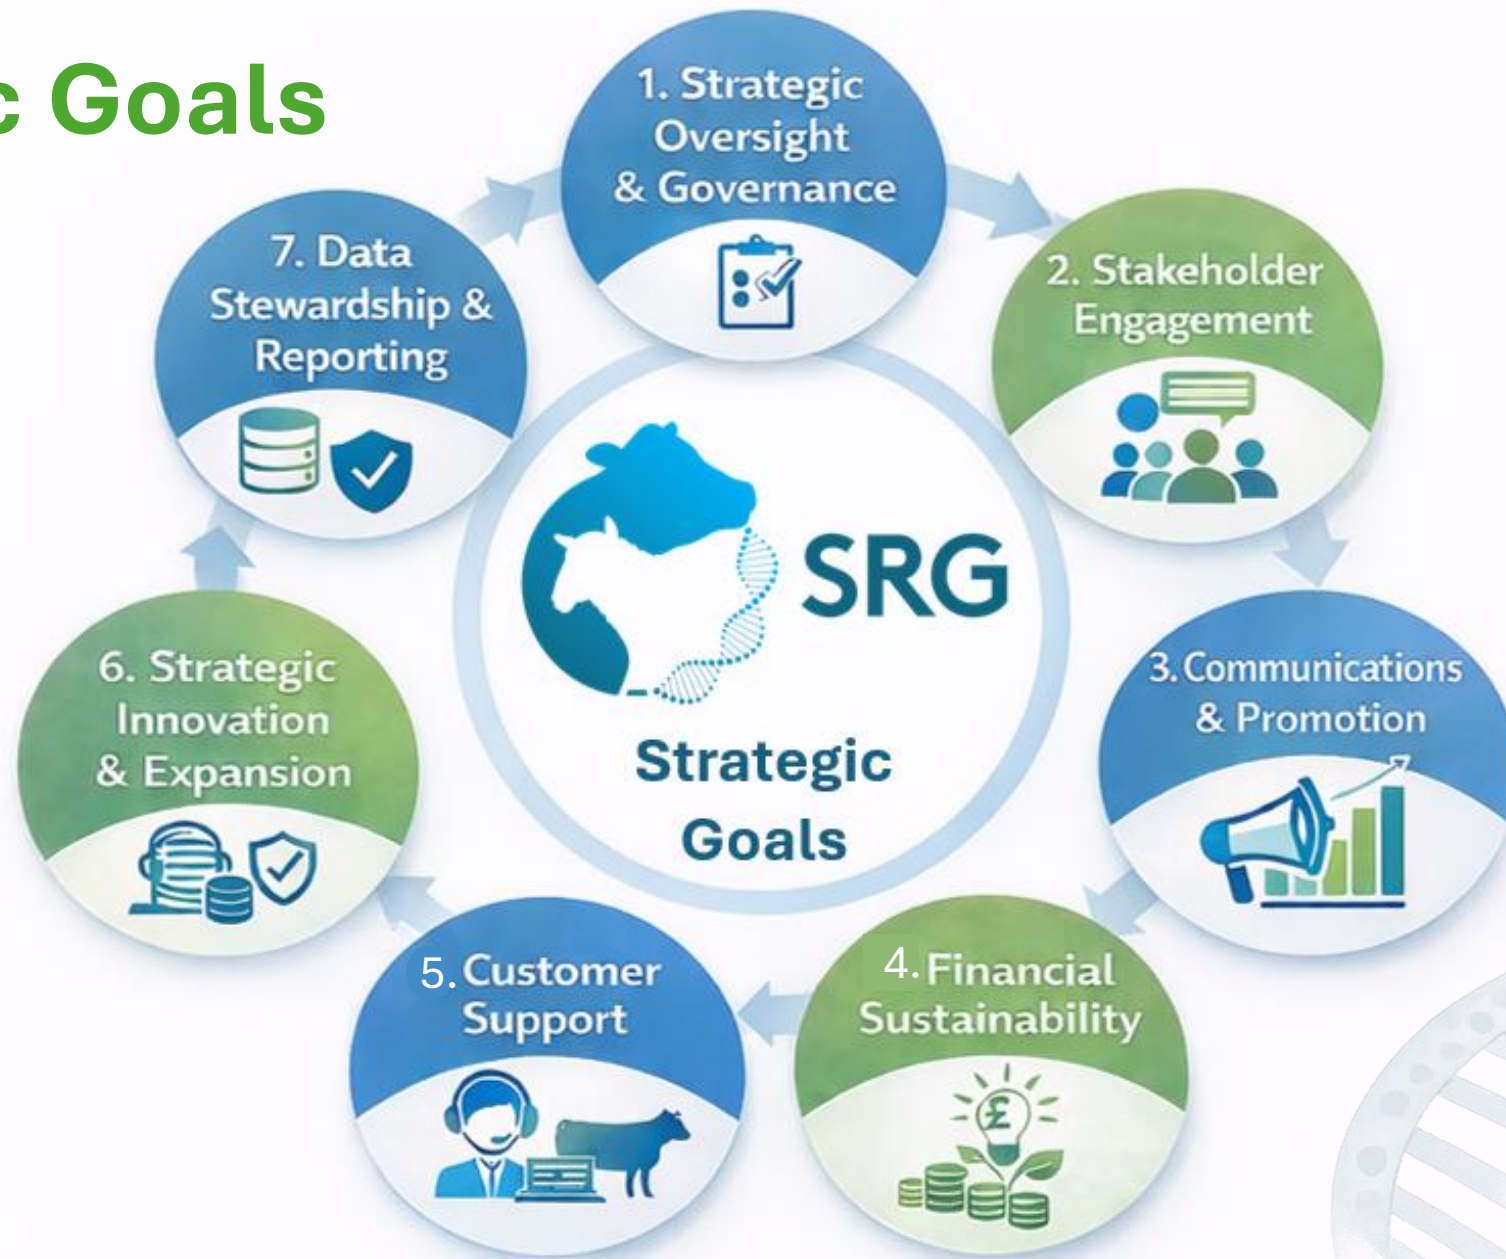 c Goals
1. Strategic
Oversight
& Governance
2. Stakeholder
Engagement
3. Communications
& Promotion
4. Financial
Sustainability
5. Customer
Support
6. Strategic
Innovation
& Expansion
7. Data
Stewardship &
Reporting
SRG
Strategic
Goals
£